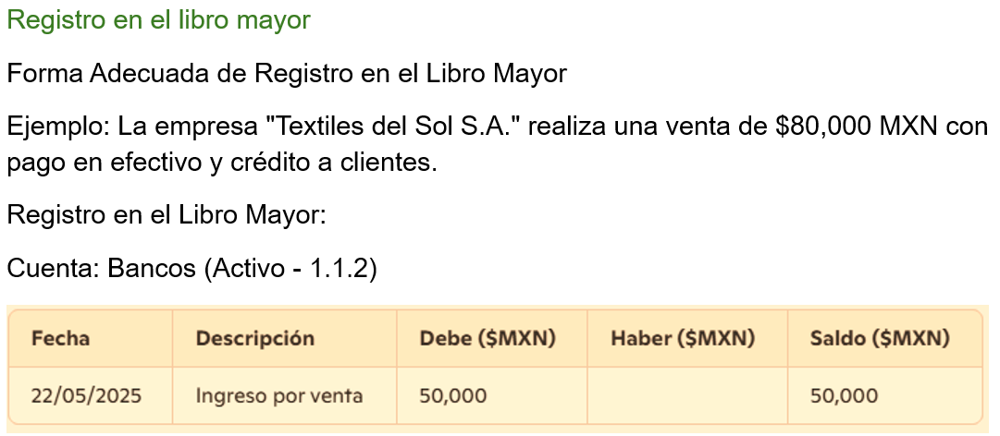 Registro en el libro mayor
Forma Adecuada de Registro en el Libro Mayor
Ejemplo: La empresa "Textiles del Sol S.A." realiza una venta de $80,000 MXN con
pago en efectivo y crédito a clientes.
Registro en el Libro Mayor:
Cuenta: Bancos (Activo - 1.1.2)
Fecha Descripción Debe ($MXN) Haber ($MXN) Saldo ($MXN)
22/05/2025 Ingreso por venta 50,000 50,000